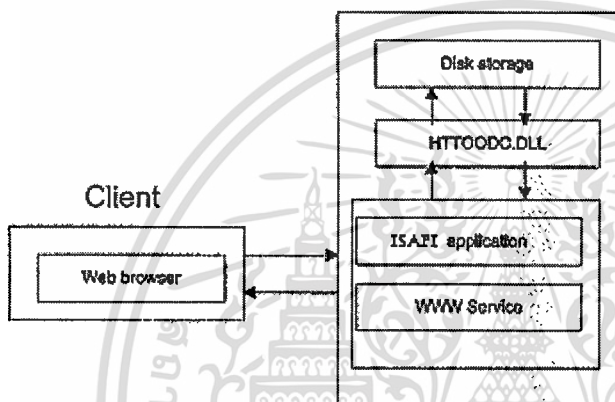 Disk storage
HTTOODC.DLL
Client
ISAPI application
Web browser
WWW Service